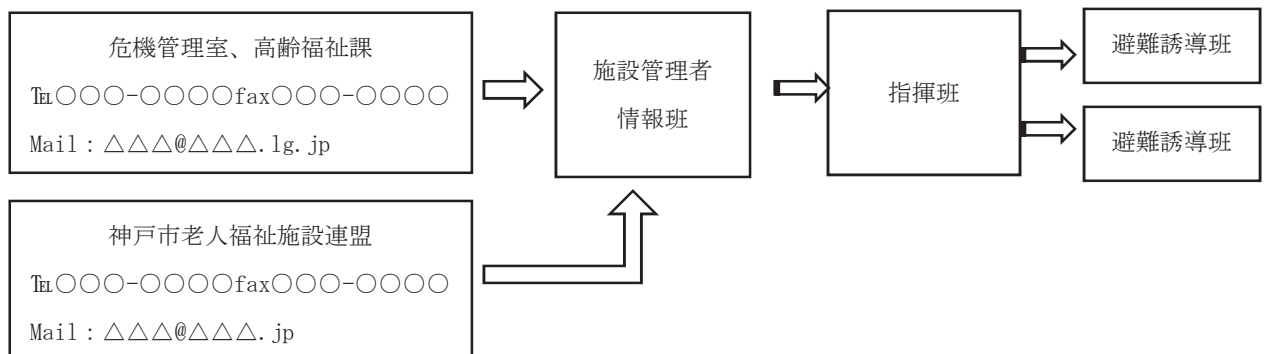 危機管理室、高齢福祉課
℡○○○-○○○○fax○○○-○○○○
Mail：△△△@△△△.lg.jp
神戸市老人福祉施設連盟
℡○○○-○○○○fax○○○-○○○○
Mail：△△△@△△△.jp
施設管理者
情報班
指揮班
避難誘導班
避難誘導班